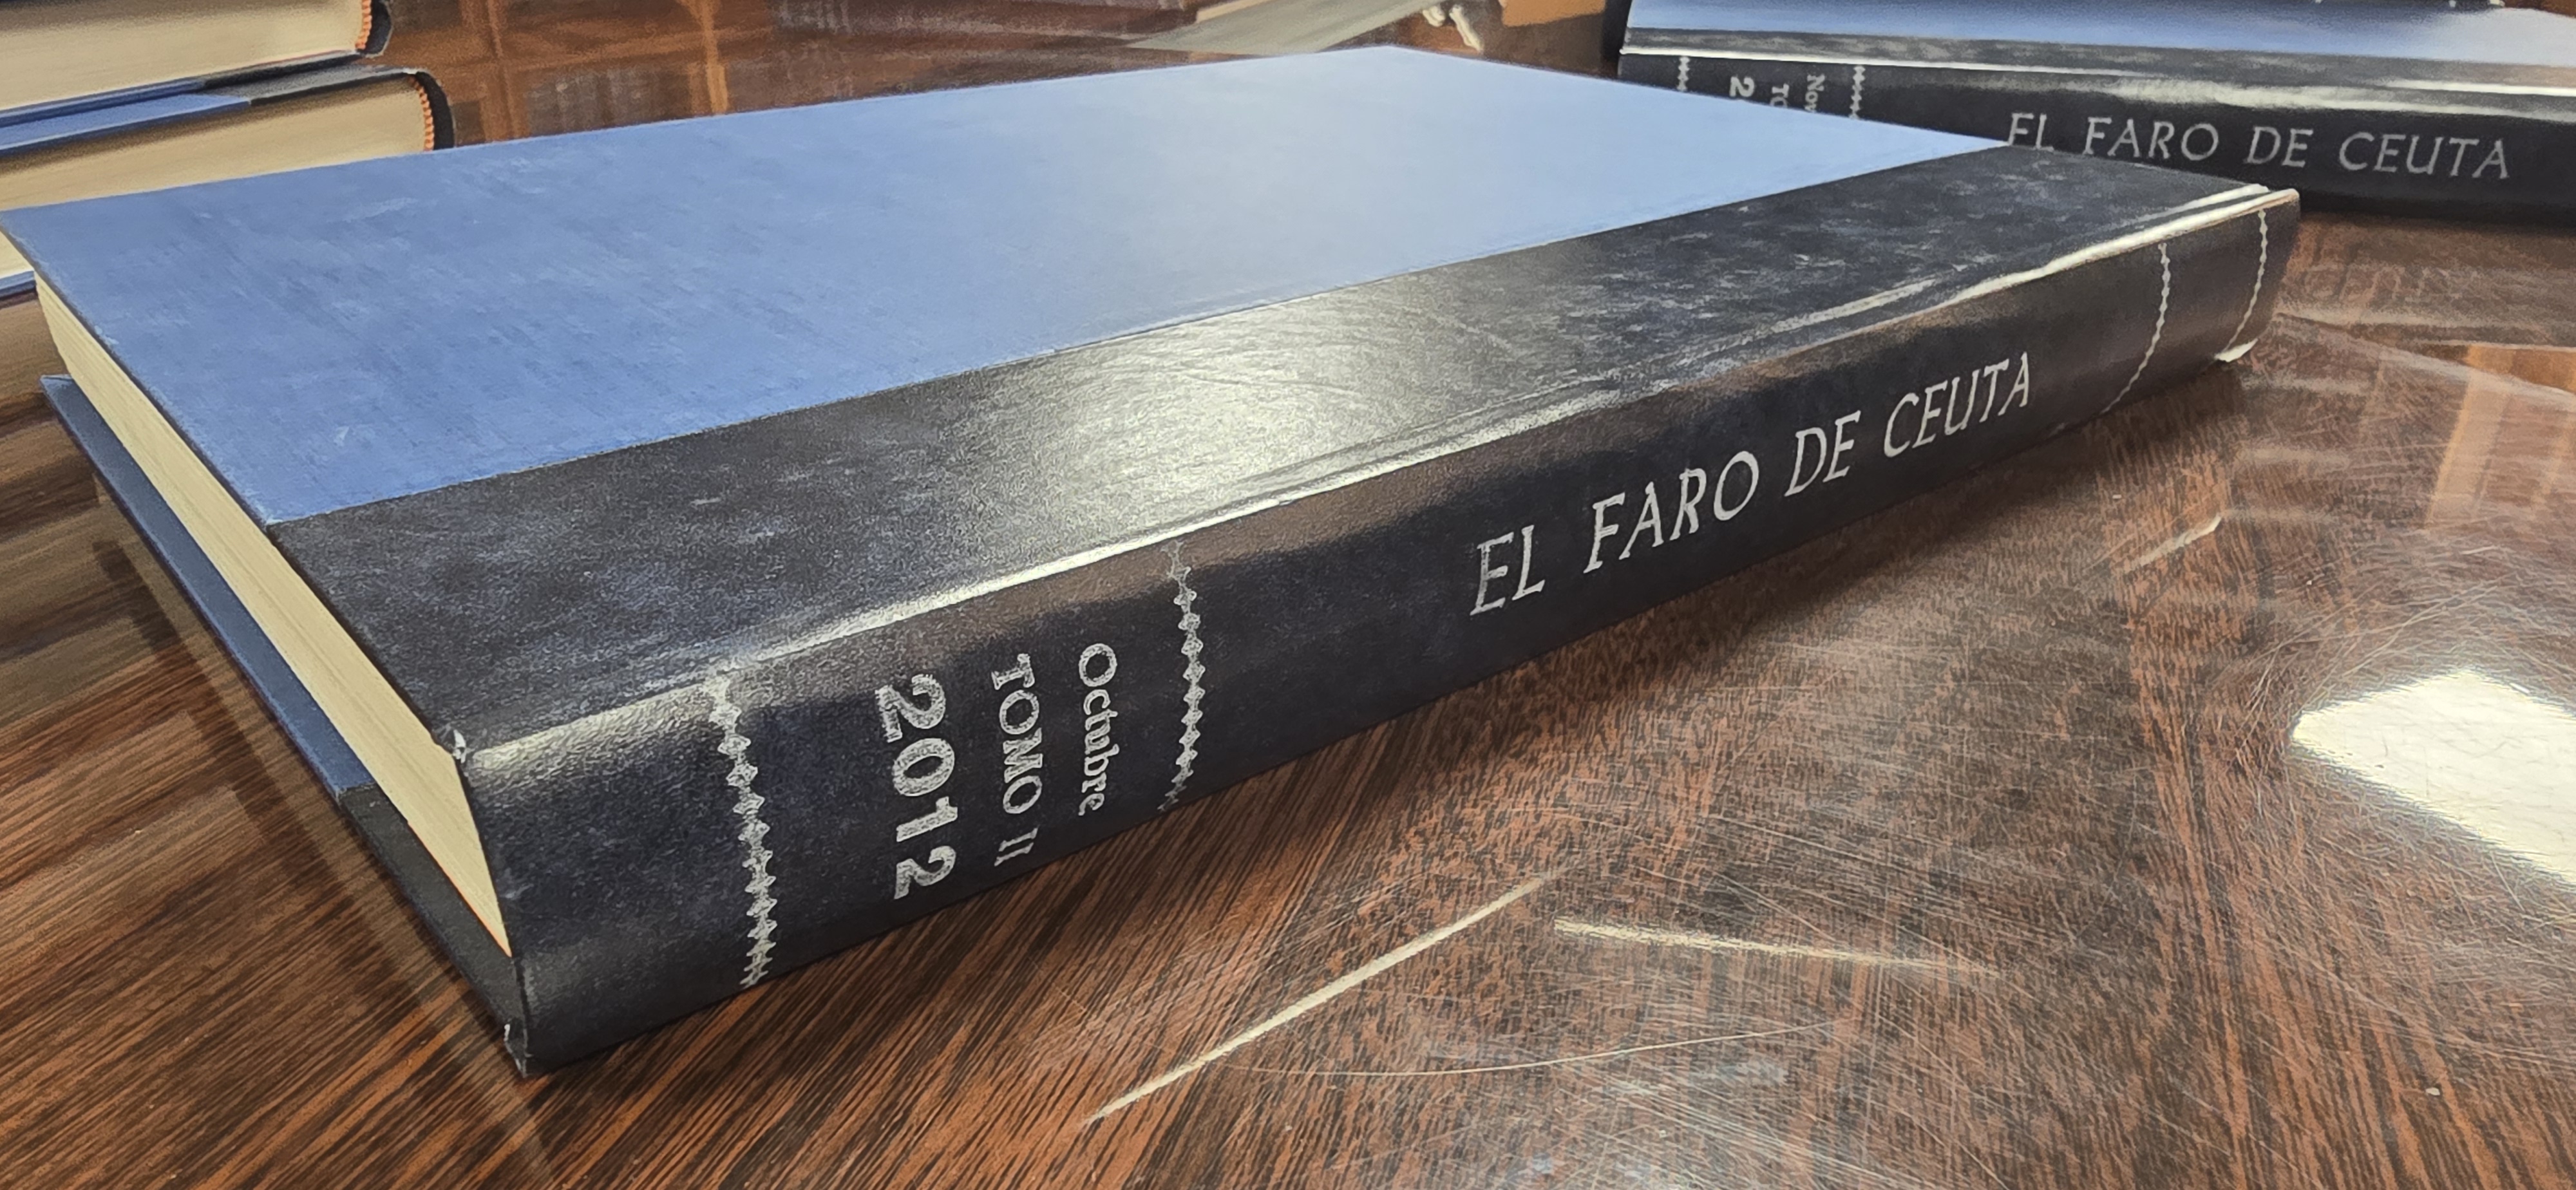 EL FARO DE CEUTA
Octubre
TOMO II
2012
EL FARO DE CEUTA